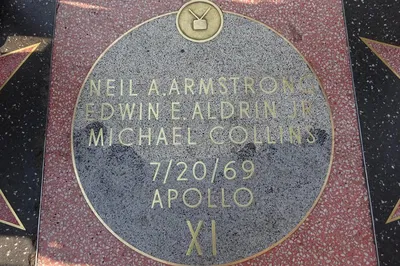 NEIL A. ARMSTRONG
EDWIN E. ALDRIN JR
MICHAEL COLLINS
7/20/69
APOLLO
XI